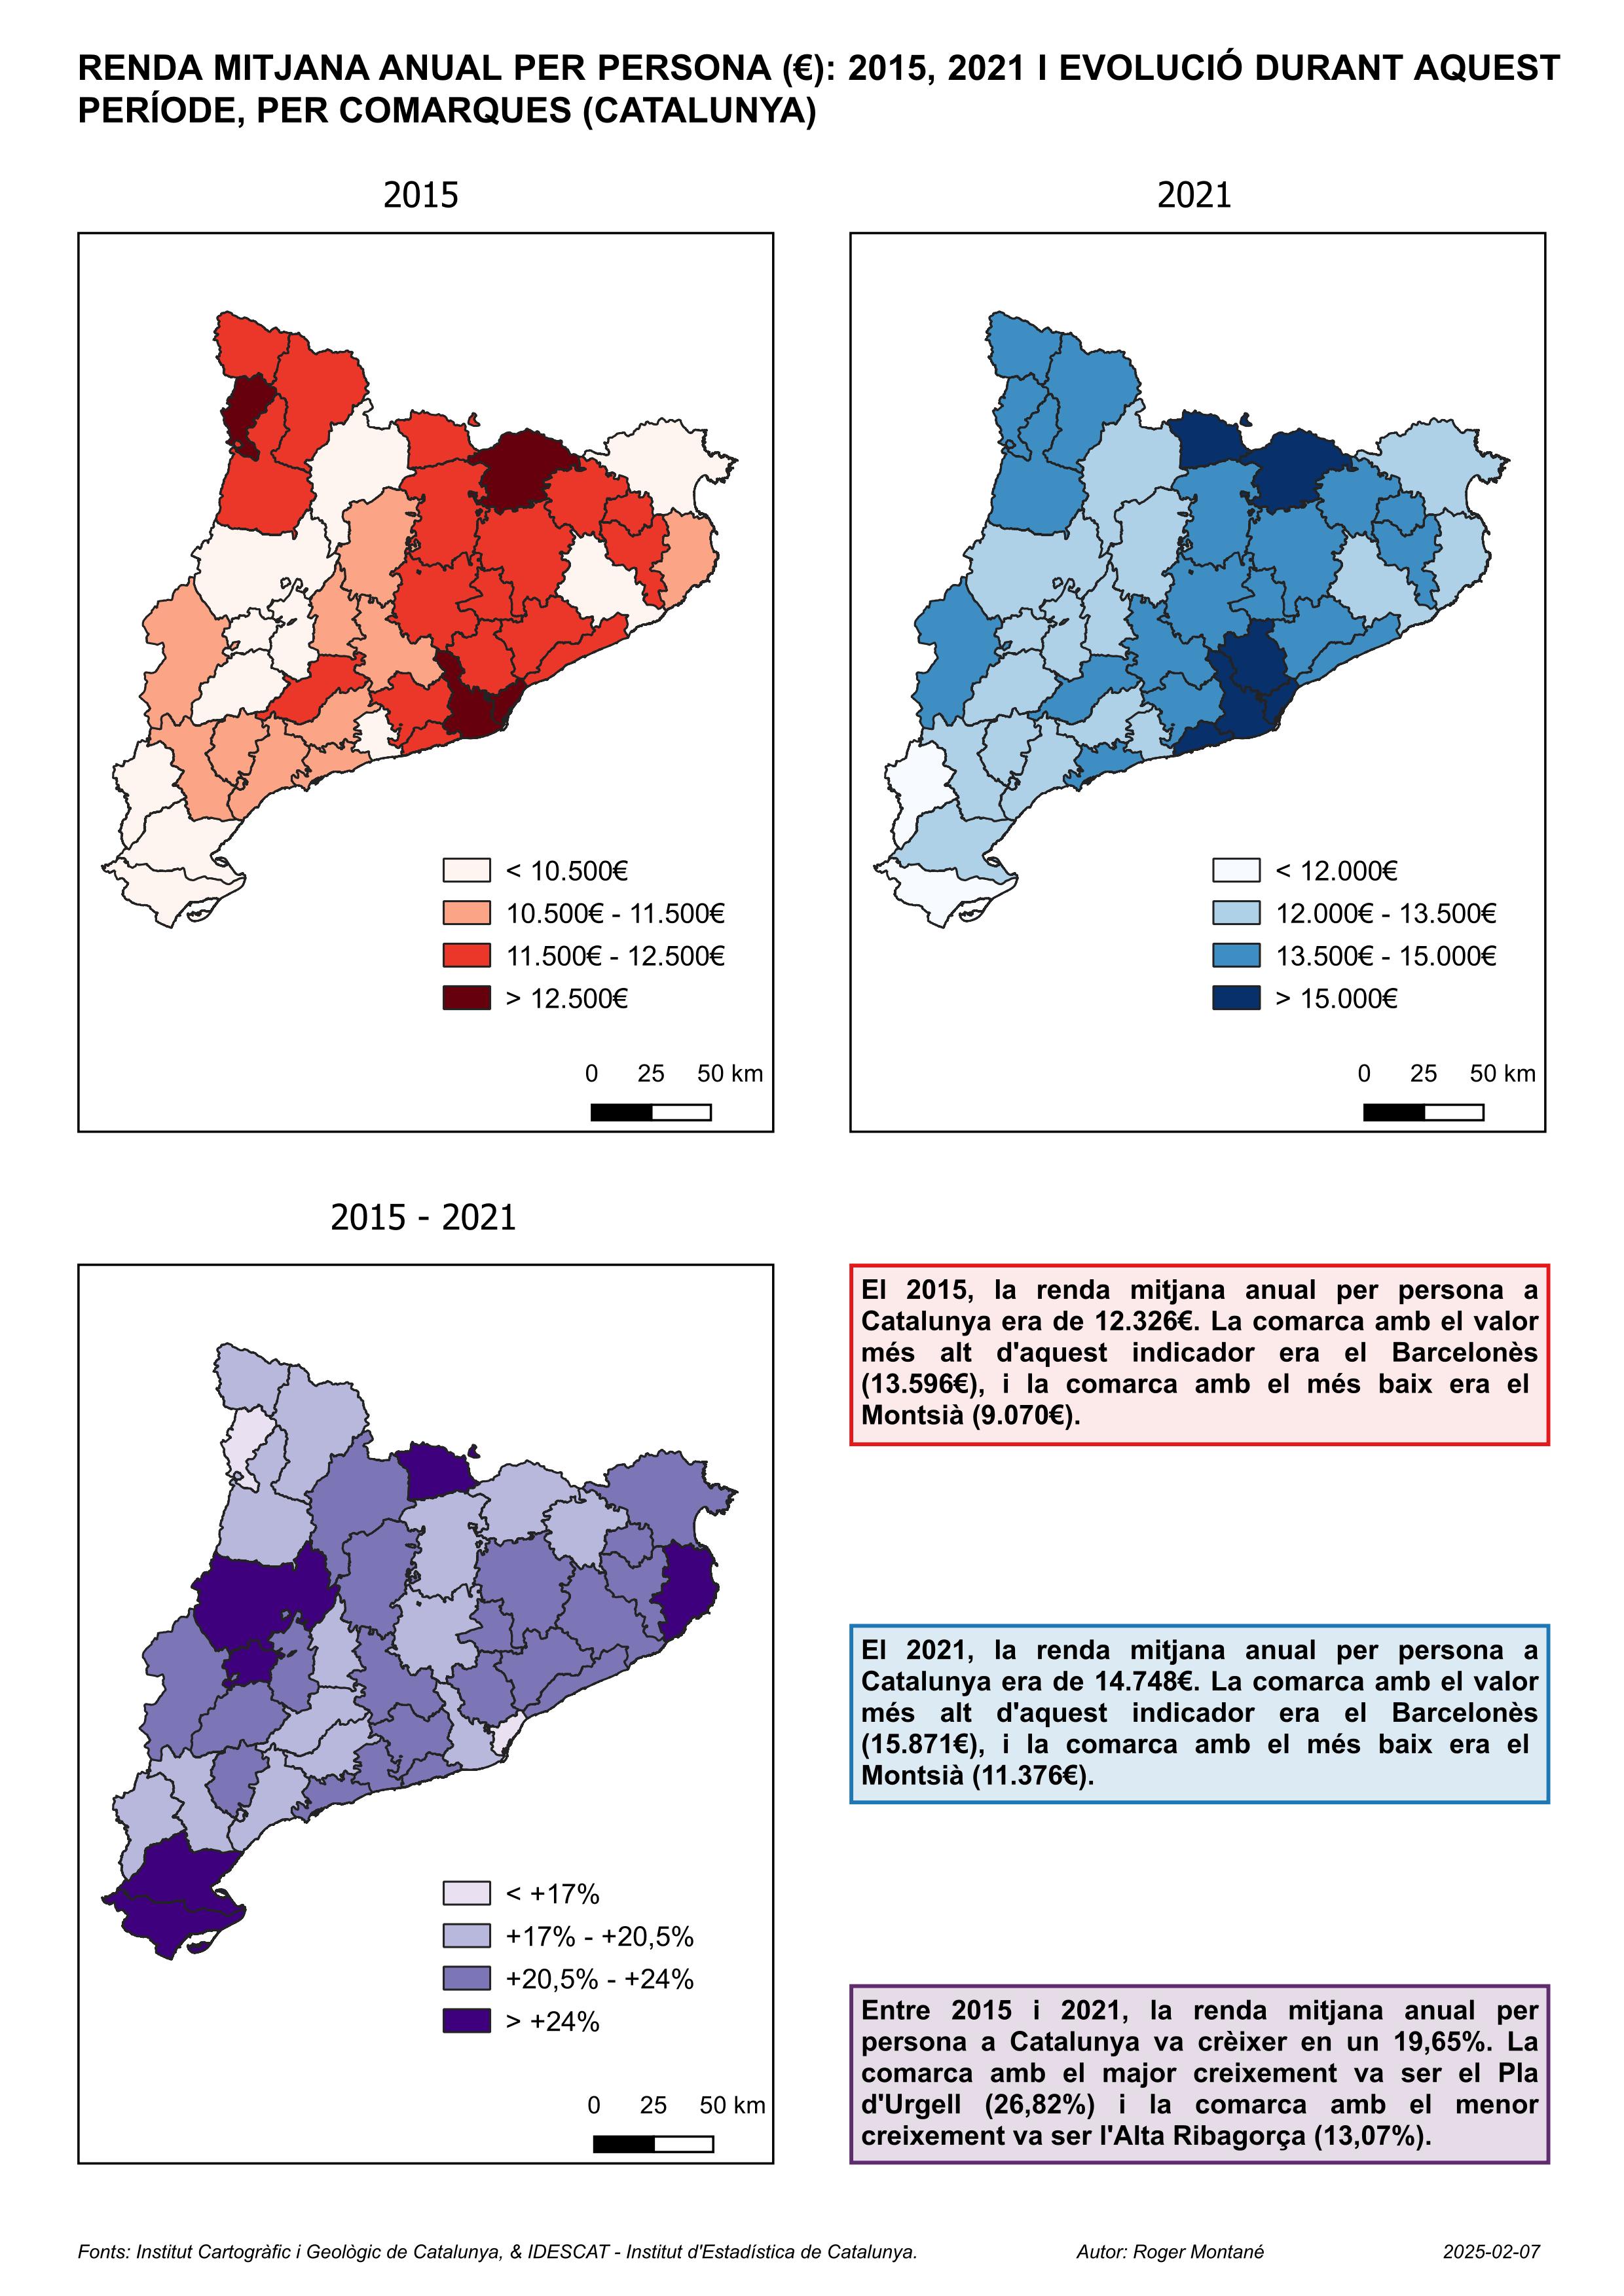 RENDA MITJANA ANUAL PER PERSONA (€): 2015, 2021 I EVOLUCIÓ DURANT AQUEST
PERÍODE, PER COMARQUES (CATALUNYA)
2015
< 10.500€
10.500€ - 11.500€
11.500€ - 12.500€
> 12.500€
0 25 50 km
2021
< 12.000€
12.000€ - 13.500€
13.500€ - 15.000€
> 15.000€
0 25 50 km
2015 - 2021
< +17%
+17% - +20,5%
+20,5% - +24%
> +24%
0 25 50 km
El 2015, la renda mitjana anual per persona a
Catalunya era de 12.326€. La comarca amb el valor
més alt d'aquest indicador era el Barcelonès
(13.596€), i la comarca amb el més baix era el
Montsià (9.070€).
El 2021, la renda mitjana anual per persona a
Catalunya era de 14.748€. La comarca amb el valor
més alt d'aquest indicador era el Barcelonès
(15.871€), i la comarca amb el més baix era el
Montsià (11.376€).
Entre 2015 i 2021, la renda mitjana anual per
persona a Catalunya va crèixer en un 19,65%. La
comarca amb el major creixement va ser el Pla
d'Urgell (26,82%) i la comarca amb el menor
creixement va ser l'Alta Ribagorça (13,07%).
Fonts: Institut Cartogràfic i Geològic de Catalunya, & IDESCAT - Institut d'Estadística de Catalunya.
Autor: Roger Montané
2025-02-07